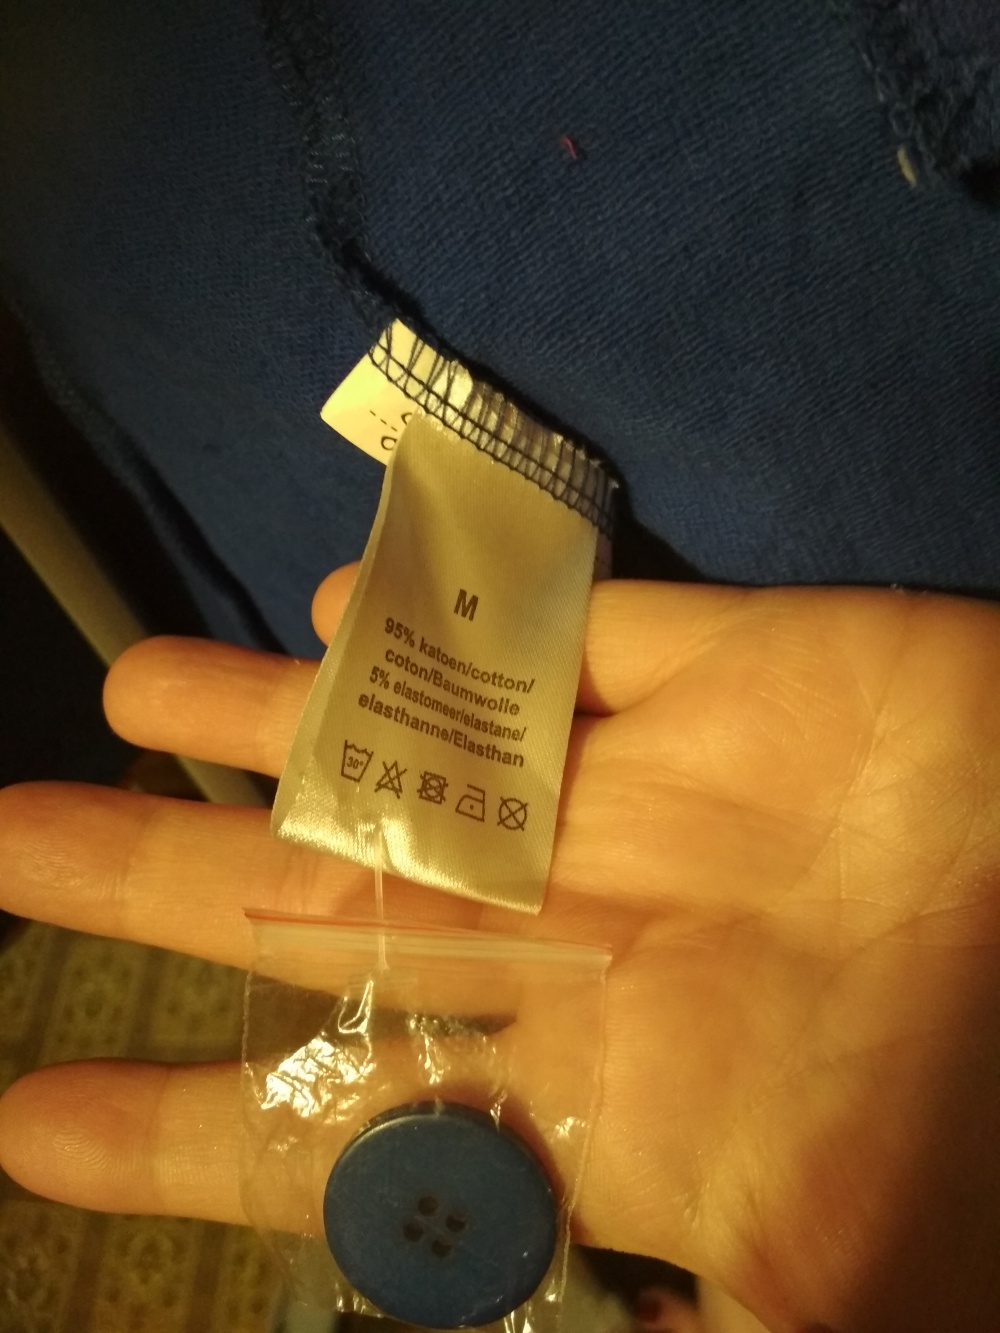 M
95% katoen/cotton/
coton/Baumwolle
5% elastomeer/elastane/
elasthanne/Elasthan
30°